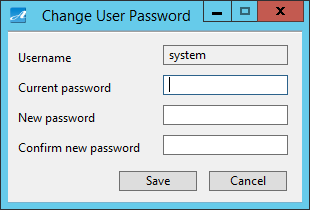 Change User Password
Username system
Current password
New password
Confirm new password
Save Cancel